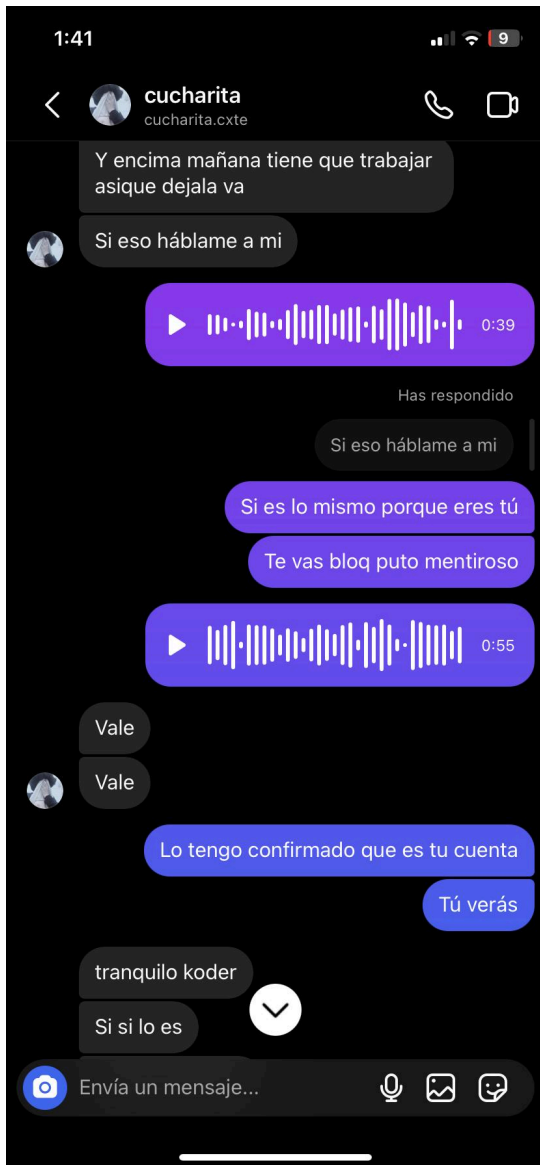 1:41
9
cucharita
cucharita.cxte
Y encima mañana tiene que trabajar
asique dejala va
Si eso háblame a mi
0:39
Has respondido
Si eso háblame a mi
Si es lo mismo porque eres tú
Te vas bloq puto mentiroso
0:55
Vale
Vale
Lo tengo confirmado que es tu cuenta
Tú verás
tranquilo koder
Si si lo es
Envía un mensaje...